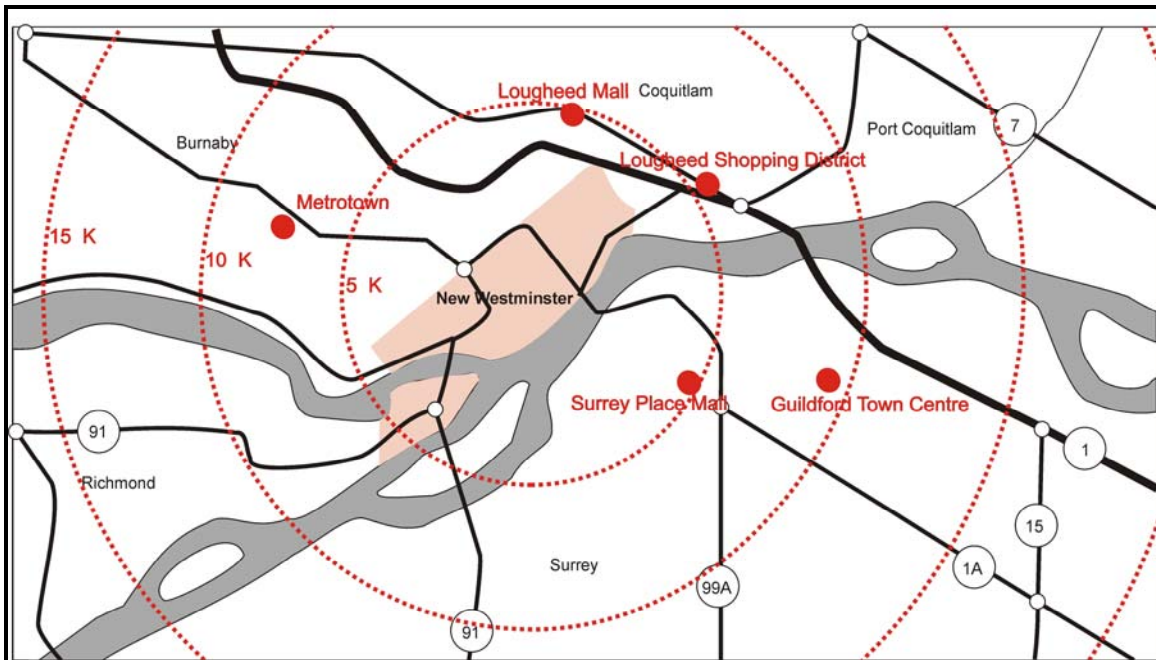 Lougheed Mall
Coquitlam
7
Port Coquitlam
Burnaby
Lougheed Shopping District
Metrotown
15 K
10 K
5 K
New Westminster
Surrey Place Mall
Guildford Town Centre
91
1
Richmond
15
Surrey
1A
99A
91